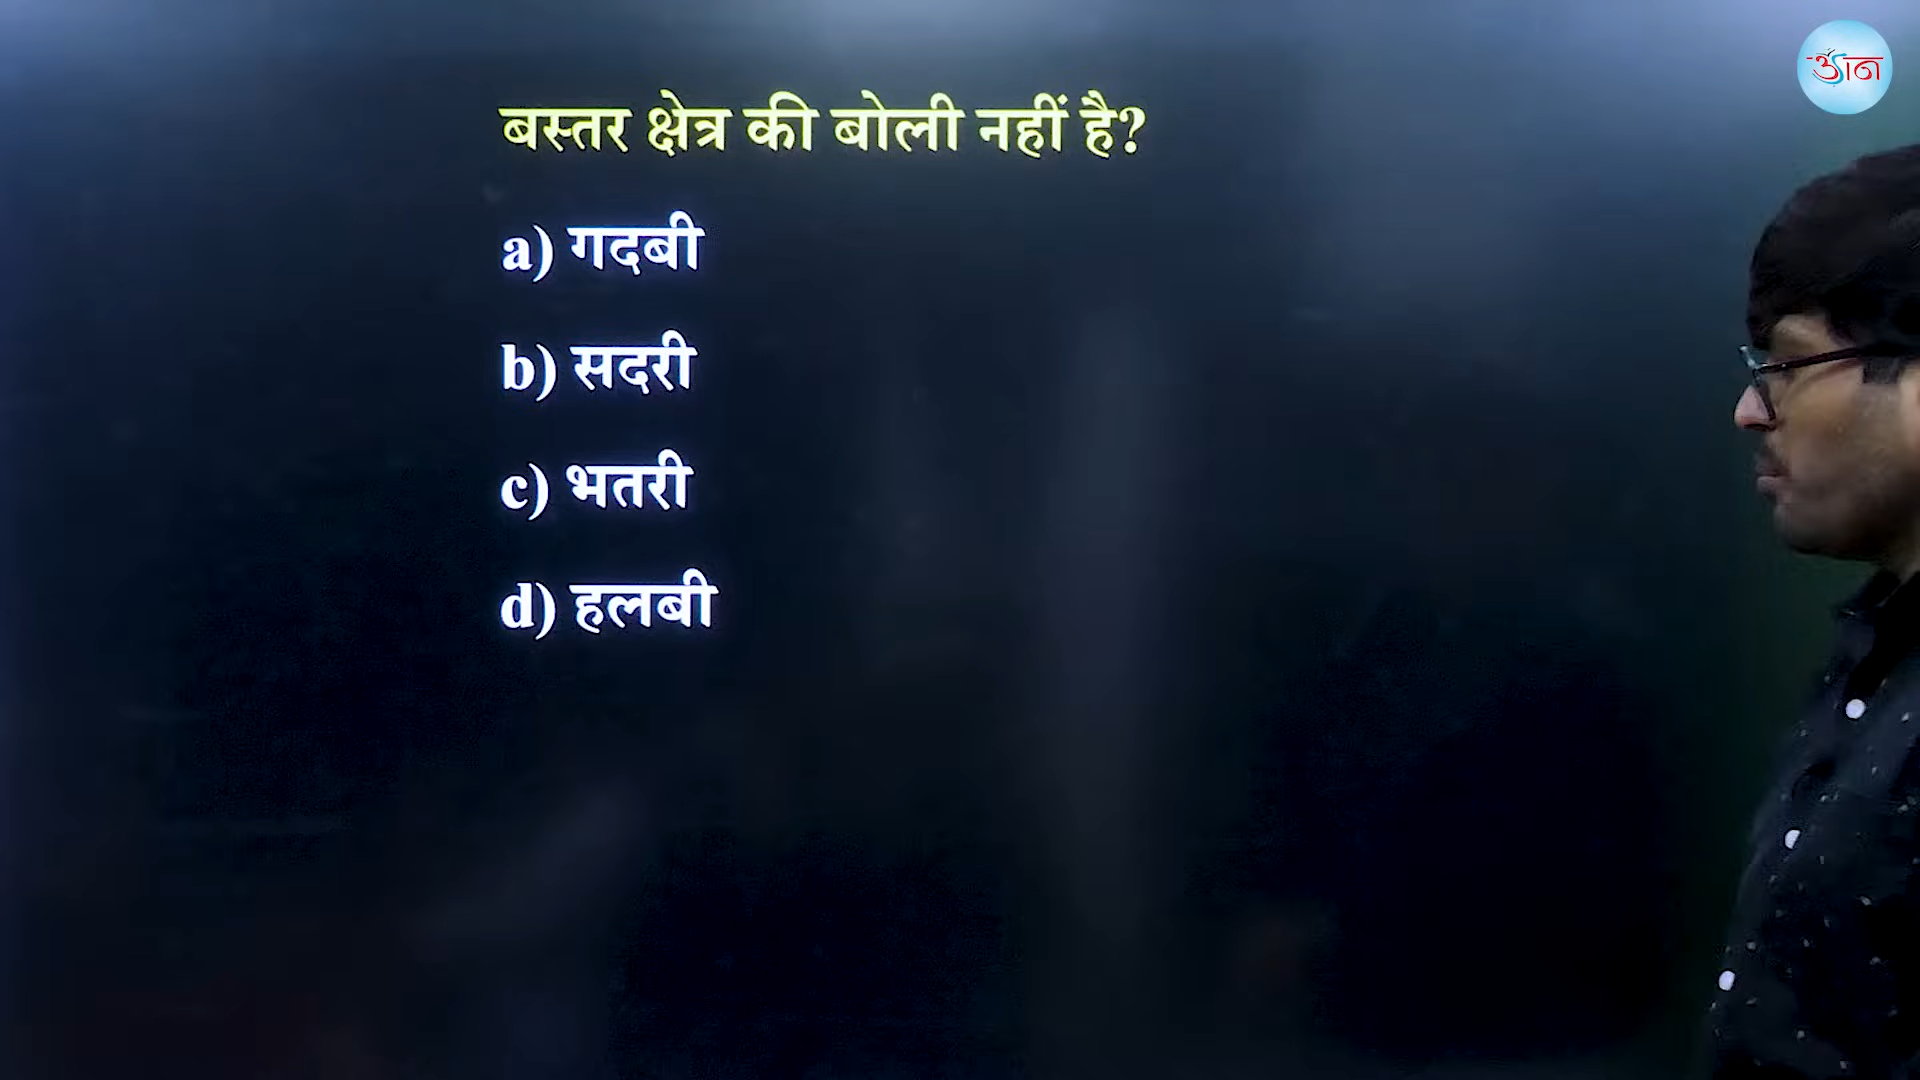 ज्ञान
बस्तर क्षेत्र की बोली नहीं है?
a) गदबी
b) सदरी
c) भतरी
d) हलबी